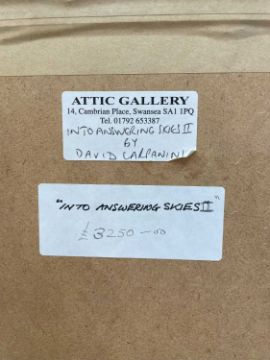 ATTIC GALLERY
14, Cambrian Place, Swansea SA1 1PQ
Tel. 01792 653387
INTO ANSWERING SKIES II
BY
DAVID CARPANINI
"INTO ANSWERING SKIES II"
£3250-00